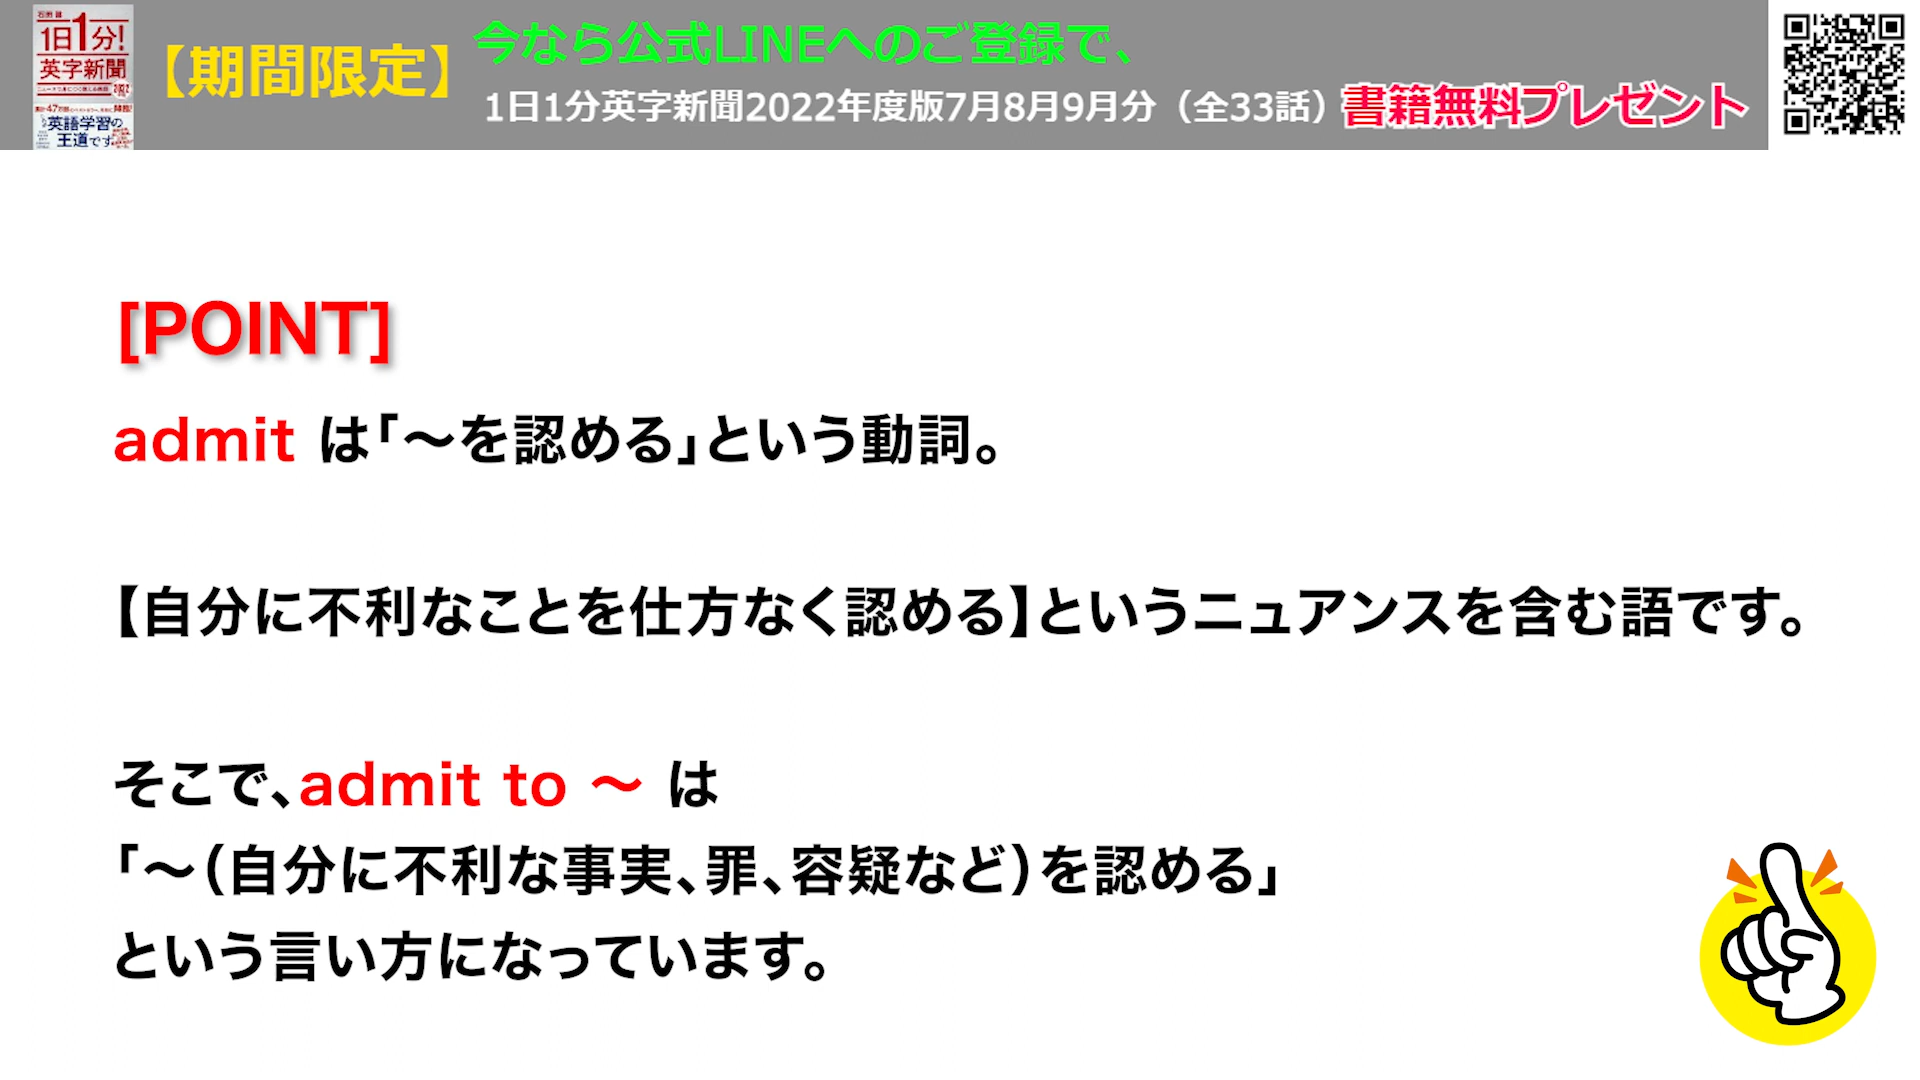 石田 健
1日1分!
英字新聞
2022
英語学習の
王道です。
【期間限定】
今なら公式LINEへのご登録で、
1日1分英字新聞2022年度版7月8月9月分（全33話）書籍無料プレゼント
[POINT]
admit は「～を認める」という動詞。
【自分に不利なことを仕方なく認める】というニュアンスを含む語です。
そこで、admit to ～ は
「～（自分に不利な事実、罪、容疑など）を認める」
という言い方になっています。